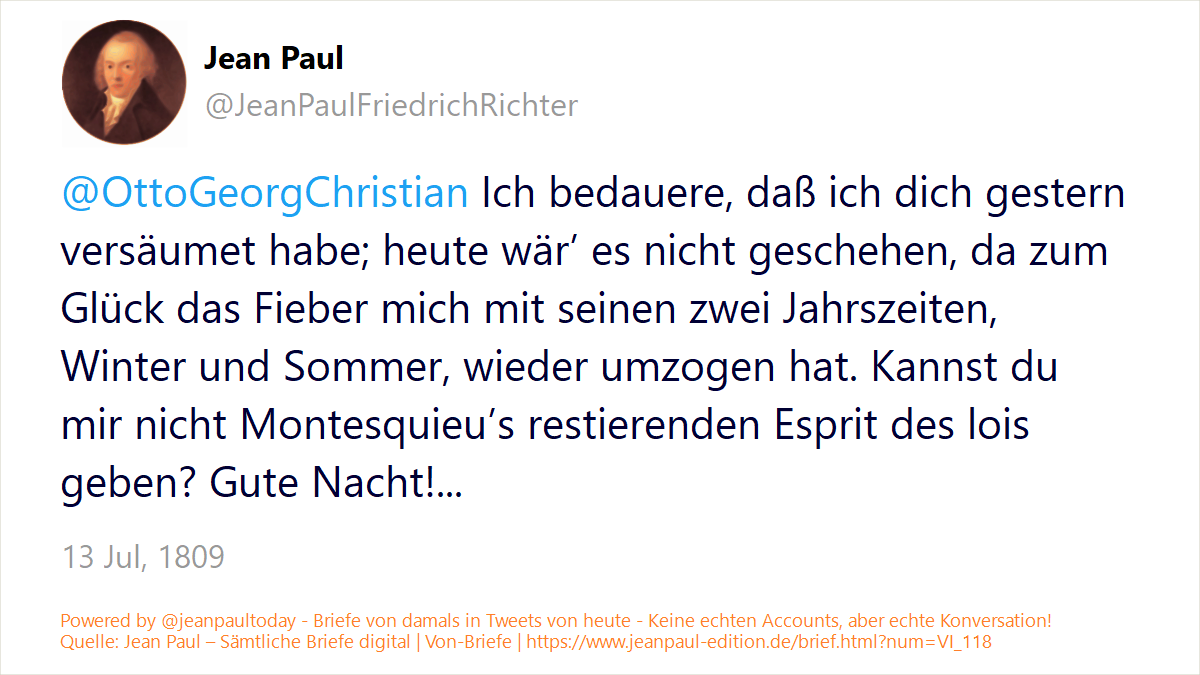 Jean Paul
@JeanPaulFriedrichRichter
@OttoGeorgChristian Ich bedauere, daß ich dich gestern
versäumet habe; heute wär’ es nicht geschehen, da zum
Glück das Fieber mich mit seinen zwei Jahrszeiten,
Winter und Sommer, wieder umzogen hat. Kannst du
mir nicht Montesquieu’s restierenden Esprit des lois
geben? Gute Nacht!...
13 Jul, 1809
Powered by @jeanpaultoday - Briefe von damals in Tweets von heute - Keine echten Accounts, aber echte Konversation!
Quelle: Jean Paul – Sämtliche Briefe digital | Von-Briefe | https://www.jeanpaul-edition.de/brief.html?num=VI_118